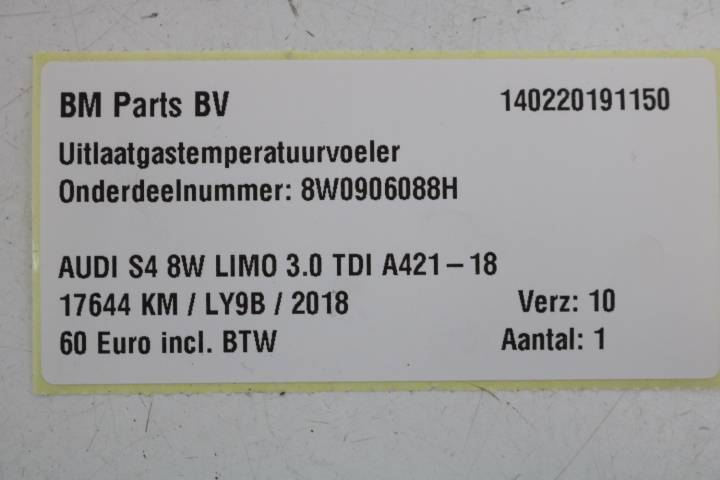 BM Parts BV 140220191150
Uitlaatgastemperatuurvoeler
Onderdeelnummer: 8W0906088H
AUDI S4 8W LIMO 3.0 TDI A421-18
17644 KM / LY9B / 2018 Verz: 10
60 Euro incl. BTW Aantal: 1